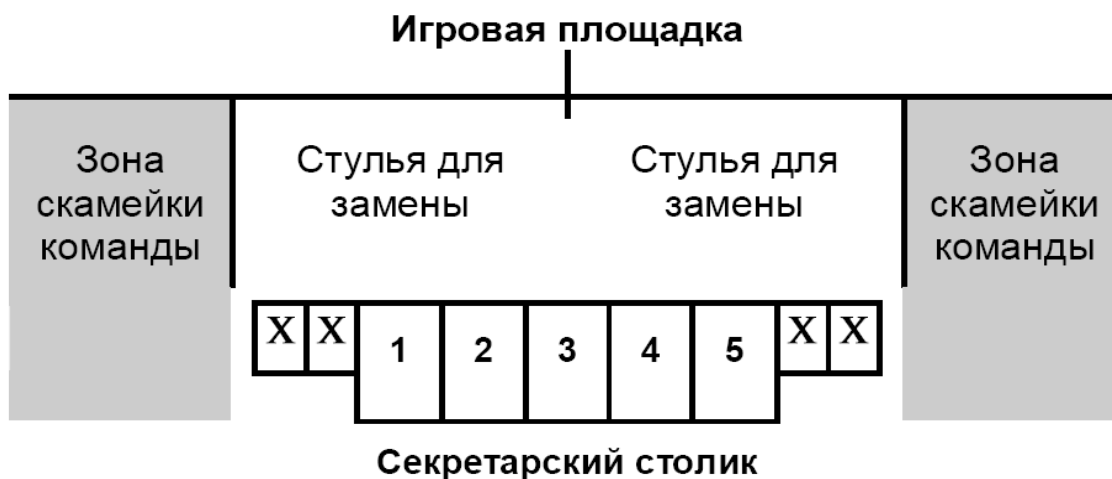 Игровая площадка
Зона
скамейки
команды
Стулья для
замены
Стулья для
замены
Зона
скамейки
команды
X X 1 2 3 4 5 X X
Секретарский столик